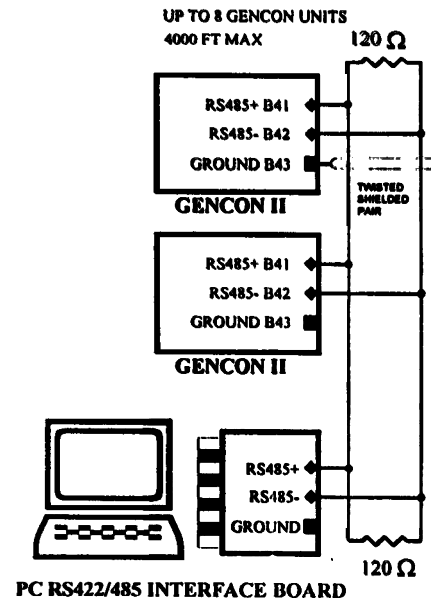 UP TO 8 GENCON UNITS
4000 FT MAX
120 Ω
RS485+ B41
RS485- B42
GROUND B43
TWISTED
SHIELDED
PAIR
GENCON II
RS485+ B41
RS485- B42
GROUND B43
GENCON II
RS485+
RS485-
GROUND
120 Ω
PC RS422/485 INTERFACE BOARD